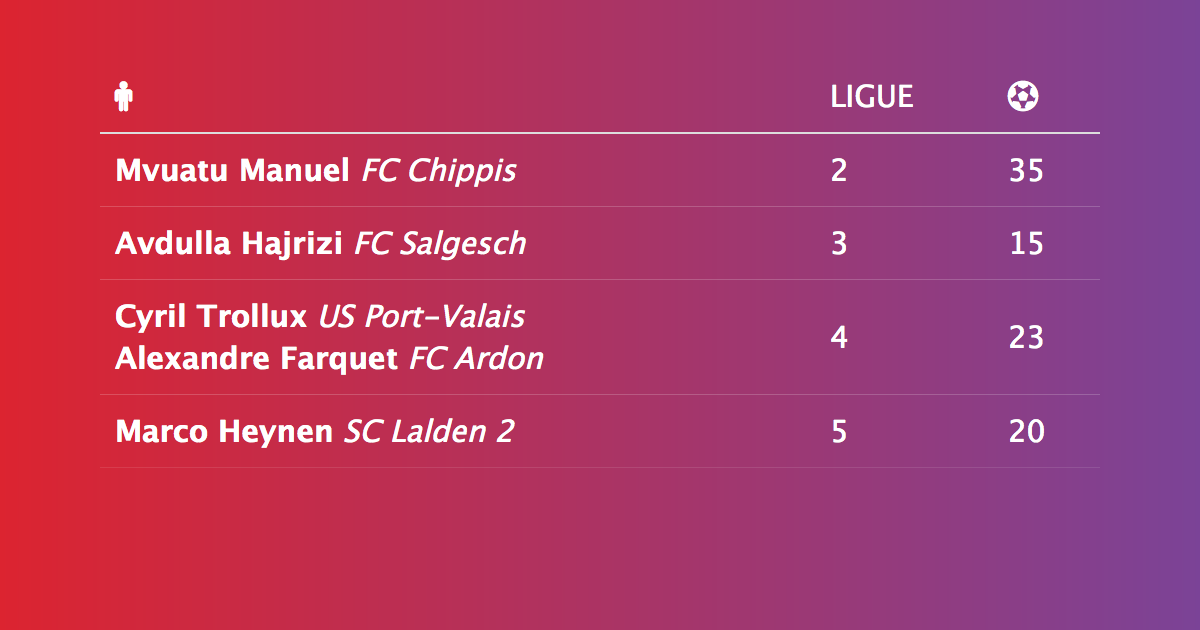 LIGUE
Mvuatu Manuel FC Chippis 2 35
Avdulla Hajrizi FC Salgesch 3 15
Cyril Trollux US Port-Valais
Alexandre Farquet FC Ardon
4 23
Marco Heynen SC Lalden 2 5 20